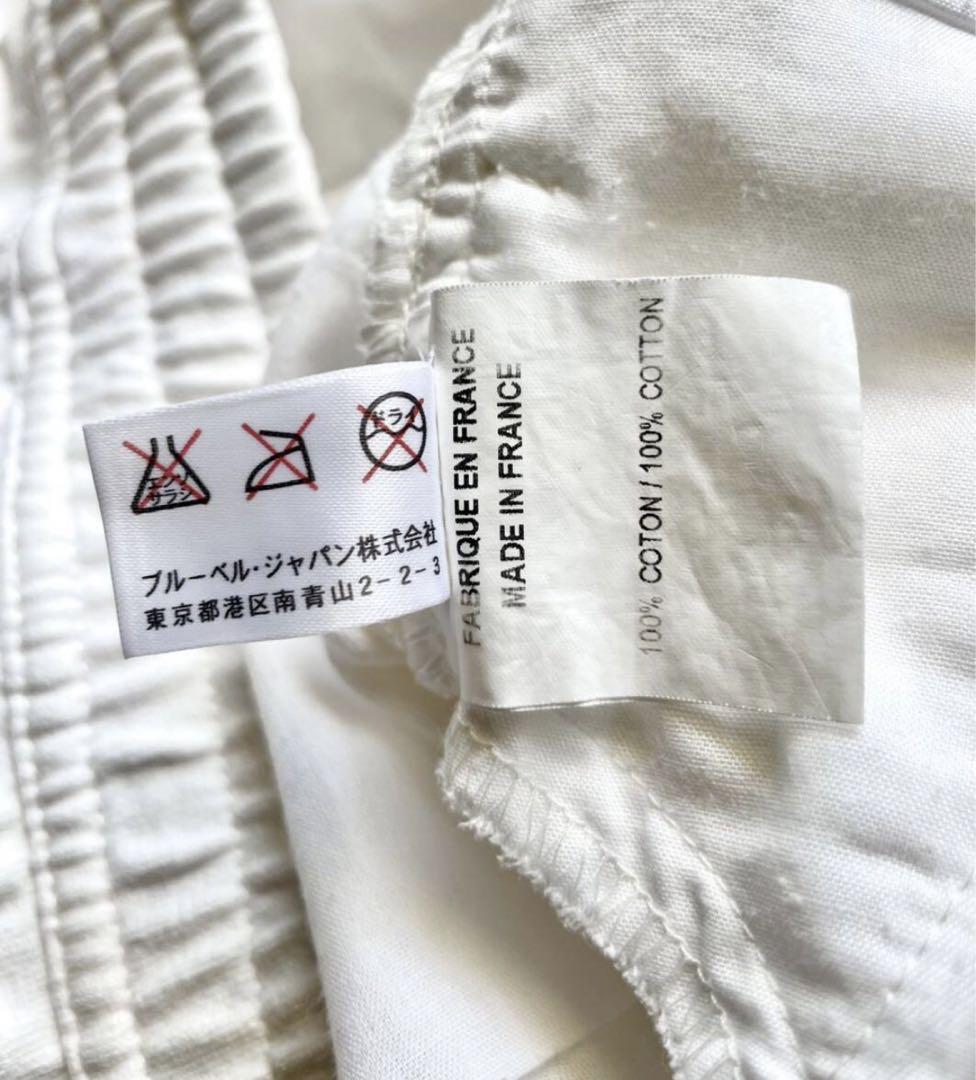 エンソ
サラシ
ドライ
ブルーベル・ジャパン株式会社
東京都港区南青山2-2-3
FABRIQUE EN FRANCE
MADE IN FRANCE
100% COTON / 100% COTTON